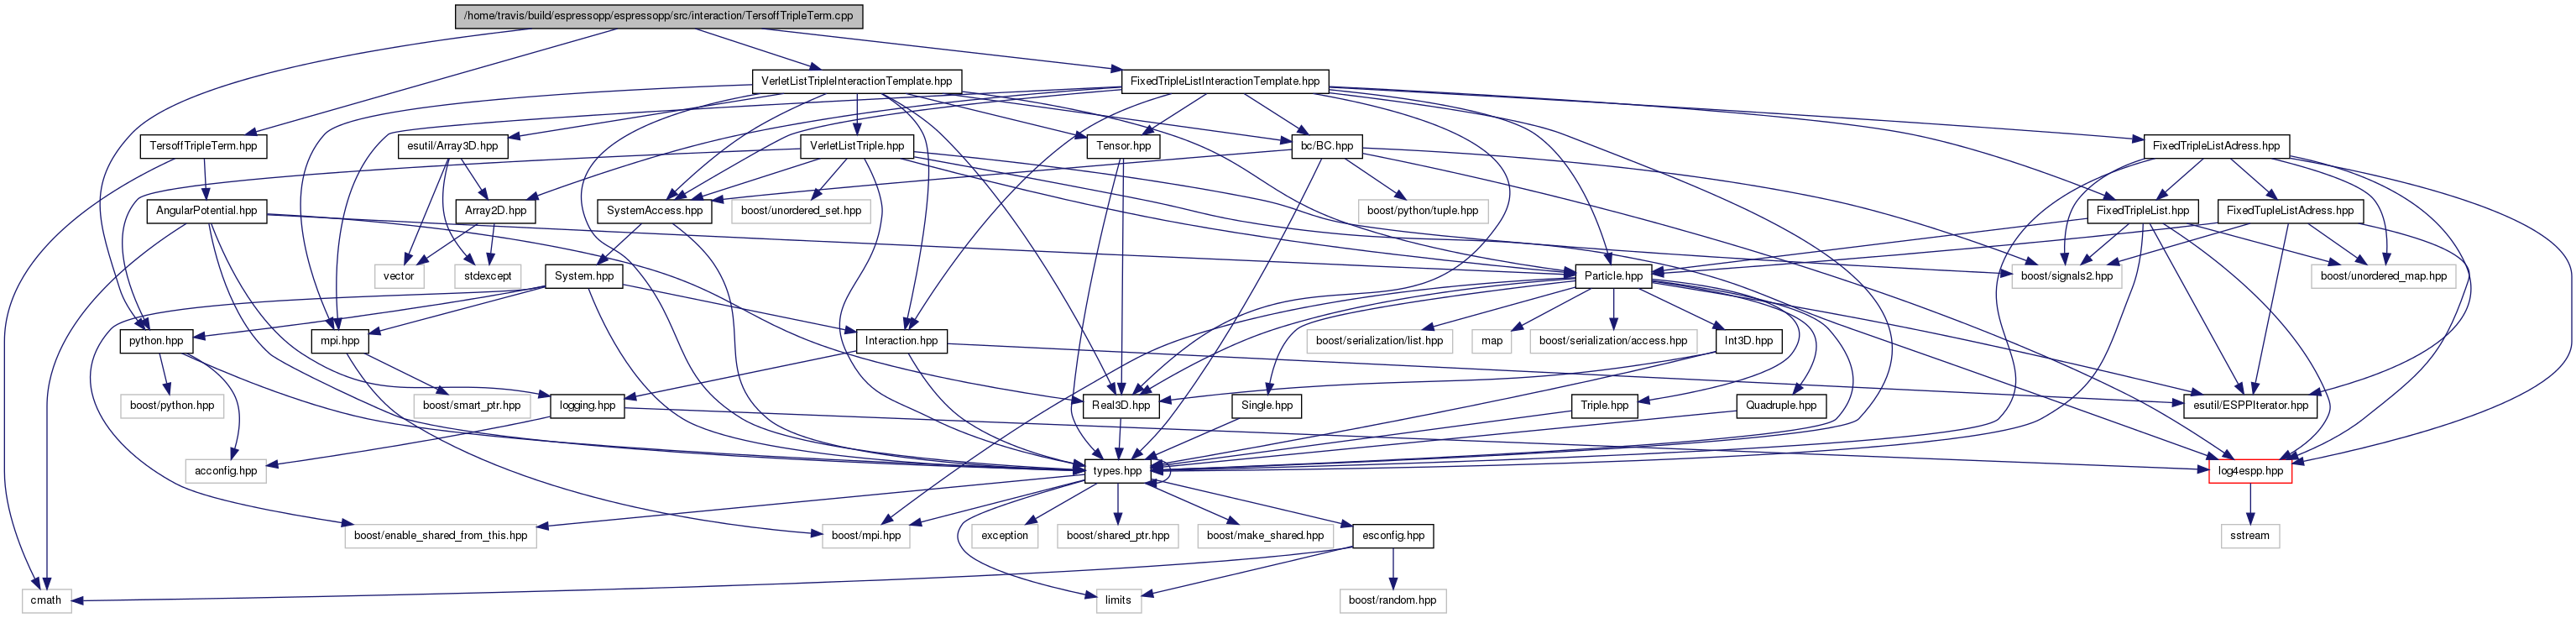 /home/travis/build/espressopp/espressopp/src/interaction/TersoffTripleTerm.cpp
VerletListTripleInteractionTemplate.hpp
FixedTripleListInteractionTemplate.hpp
TersoffTripleTerm.hpp
esutil/Array3D.hpp
VerletListTriple.hpp
Tensor.hpp
bc/BC.hpp
FixedTripleListAdress.hpp
AngularPotential.hpp
Array2D.hpp
SystemAccess.hpp
boost/unordered_set.hpp
boost/python/tuple.hpp
FixedTripleList.hpp
FixedTupleListAdress.hpp
vector
stdexcept
System.hpp
Particle.hpp
boost/signals2.hpp
boost/unordered_map.hpp
python.hpp
mpi.hpp
Interaction.hpp
boost/serialization/list.hpp
map
boost/serialization/access.hpp
Int3D.hpp
boost/python.hpp
boost/smart_ptr.hpp
logging.hpp
Real3D.hpp
Single.hpp
Triple.hpp
Quadruple.hpp
esutil/ESPPIterator.hpp
acconfig.hpp
types.hpp
log4espp.hpp
boost/enable_shared_from_this.hpp
boost/mpi.hpp
exception
boost/shared_ptr.hpp
boost/make_shared.hpp
esconfig.hpp
sstream
cmath
limits
boost/random.hpp